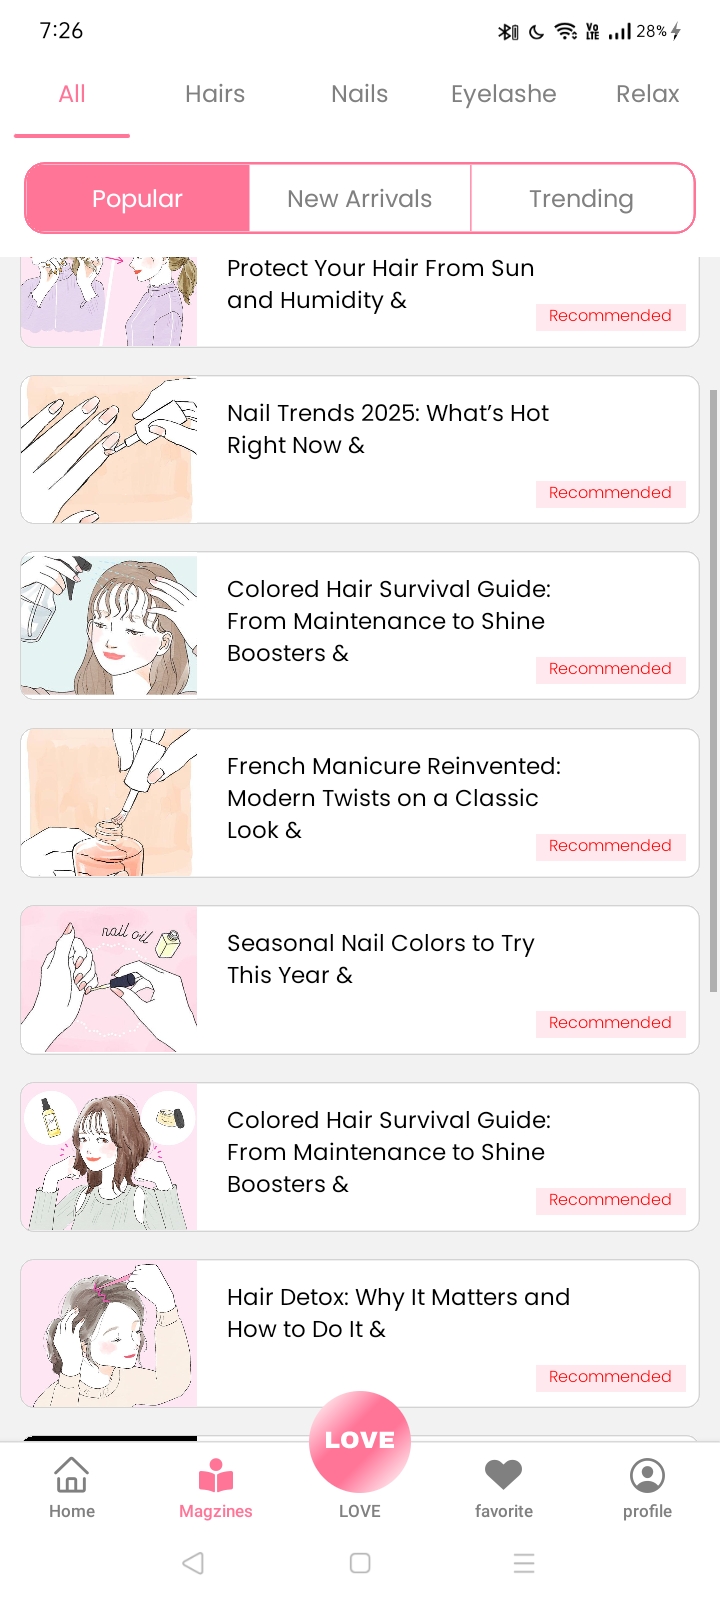 7:26
VO LTE 28%
All Hairs Nails Eyelashe Relax
Popular New Arrivals Trending
Protect Your Hair From Sun
and Humidity &
Recommended
Nail Trends 2025: What’s Hot
Right Now &
Recommended
Colored Hair Survival Guide:
From Maintenance to Shine
Boosters &
Recommended
French Manicure Reinvented:
Modern Twists on a Classic
Look &
Recommended
nail oil
Seasonal Nail Colors to Try
This Year &
Recommended
Colored Hair Survival Guide:
From Maintenance to Shine
Boosters &
Recommended
Hair Detox: Why It Matters and
How to Do It &
Recommended
LOVE
Home Magzines LOVE favorite profile